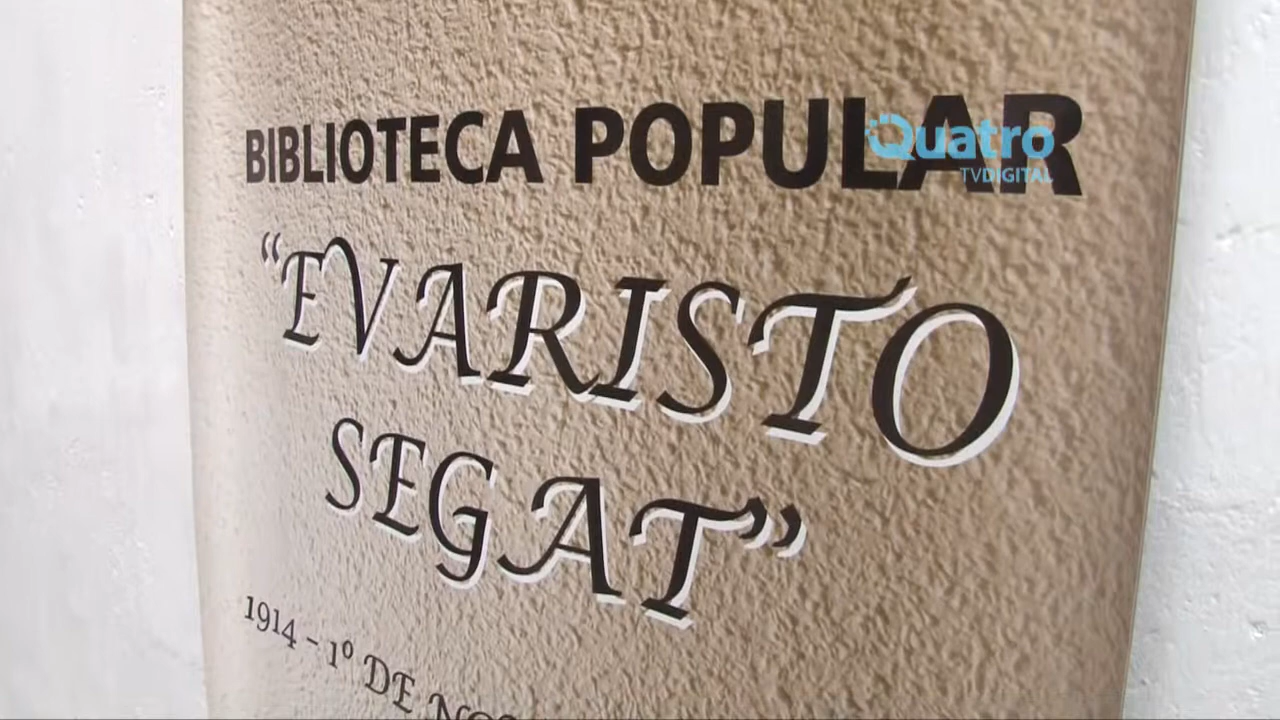 BIBLIOTECA POPULAR
Quatro
TVDIGITAL
“EVARISTO
SEGAT”
1914 - 1º DE